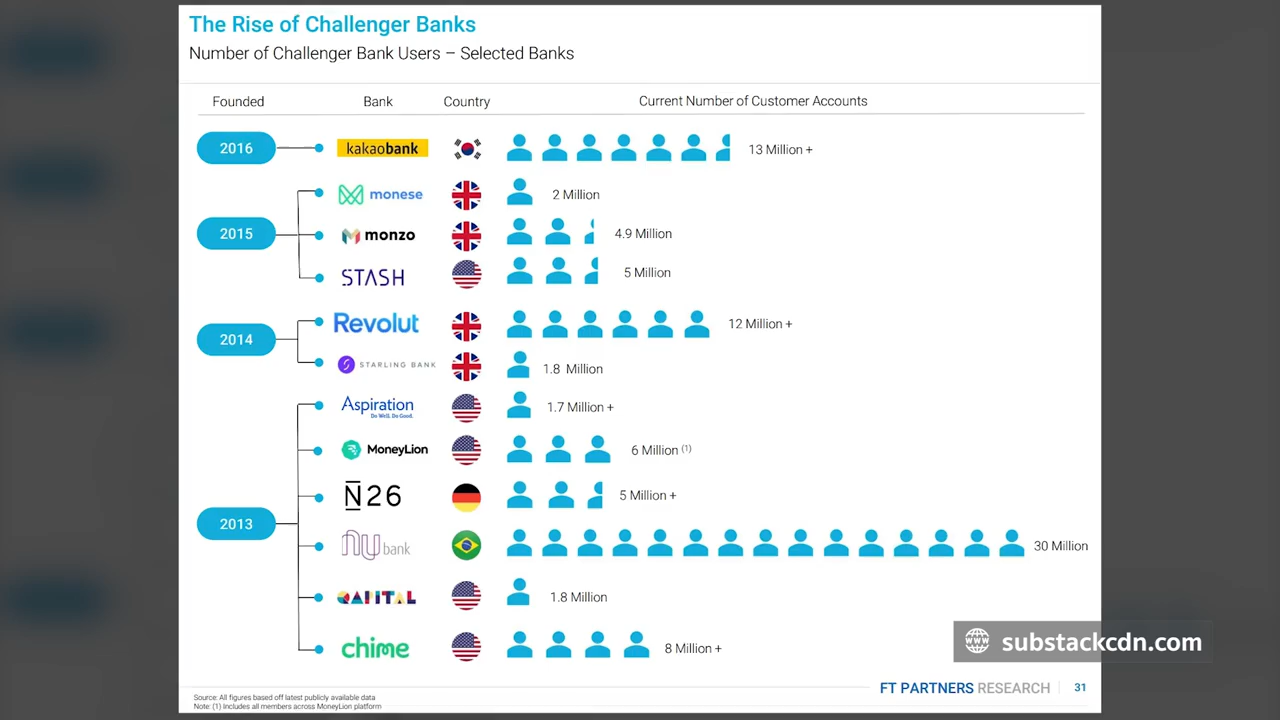 The Rise of Challenger Banks
Number of Challenger Bank Users – Selected Banks
Founded Bank Country Current Number of Customer Accounts
2016 kakaobank 13 Million +
monese 2 Million
2015 monzo 4.9 Million
STASH 5 Million
Revolut 12 Million +
2014
STARLING BANK 1.8 Million
Aspiration 1.7 Million +
Do Well. Do Good.
MoneyLion 6 Million (1)
N26 5 Million +
2013
nubank 30 Million
QAPITAL 1.8 Million
chime 8 Million +
substackcdn.com
FT PARTNERS RESEARCH 31
Source: All figures based off latest publicly available data
Note: (1) Includes all members across MoneyLion platform